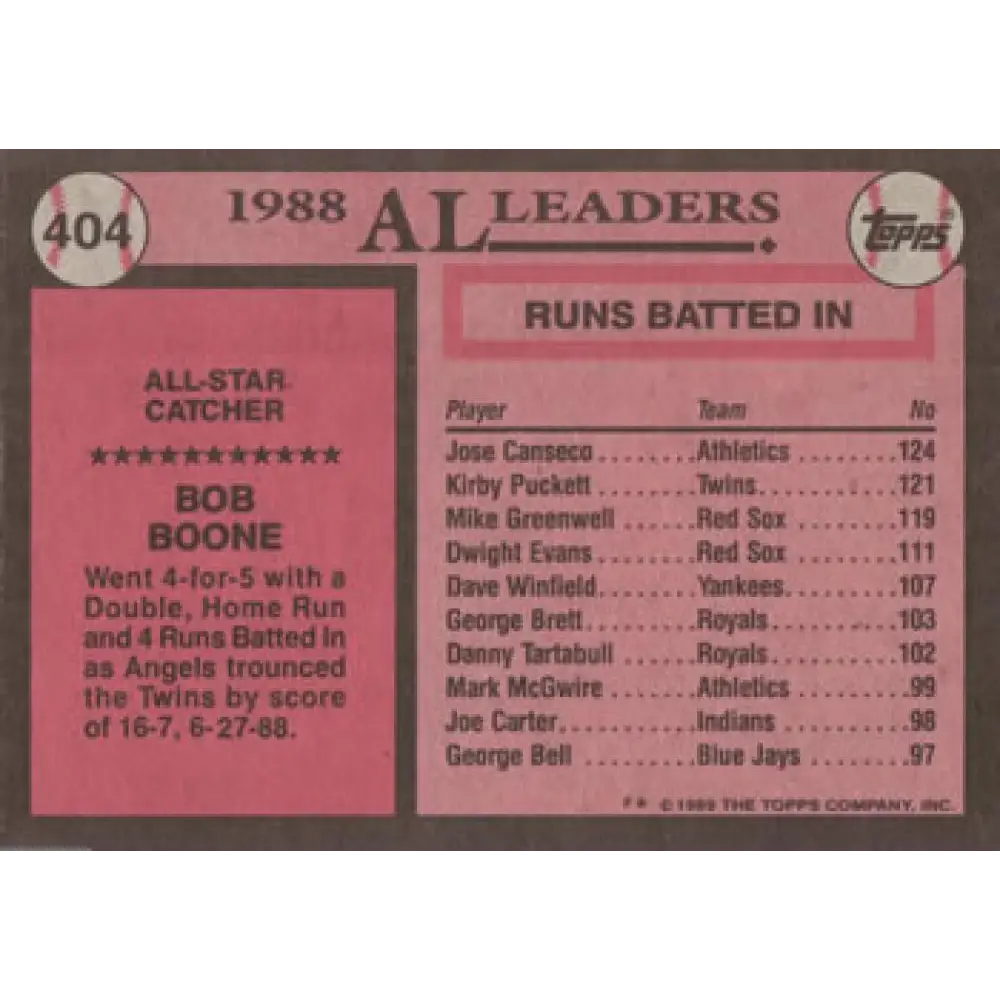 404
1988 AL LEADERS
TOPPS®
ALL-STAR
CATCHER
★★★★★★★★★★★
BOB
BOONE
Went 4-for-5 with a
Double, Home Run
and 4 Runs Batted In
as Angels trounced
the Twins by score
of 16-7, 6-27-88.
RUNS BATTED IN
Player Team No
Jose Canseco ........Athletics ........124
Kirby Puckett ........Twins...........121
Mike Greenwell ......Red Sox ........119
Dwight Evans ........Red Sox ........111
Dave Winfield........Yankees.........107
George Brett.........Royals..........103
Danny Tartabull ......Royals..........102
Mark McGwire .......Athletics .........99
Joe Carter...........Indians ..........98
George Bell .........Blue Jays ........97
© 1989 THE TOPPS COMPANY, INC.